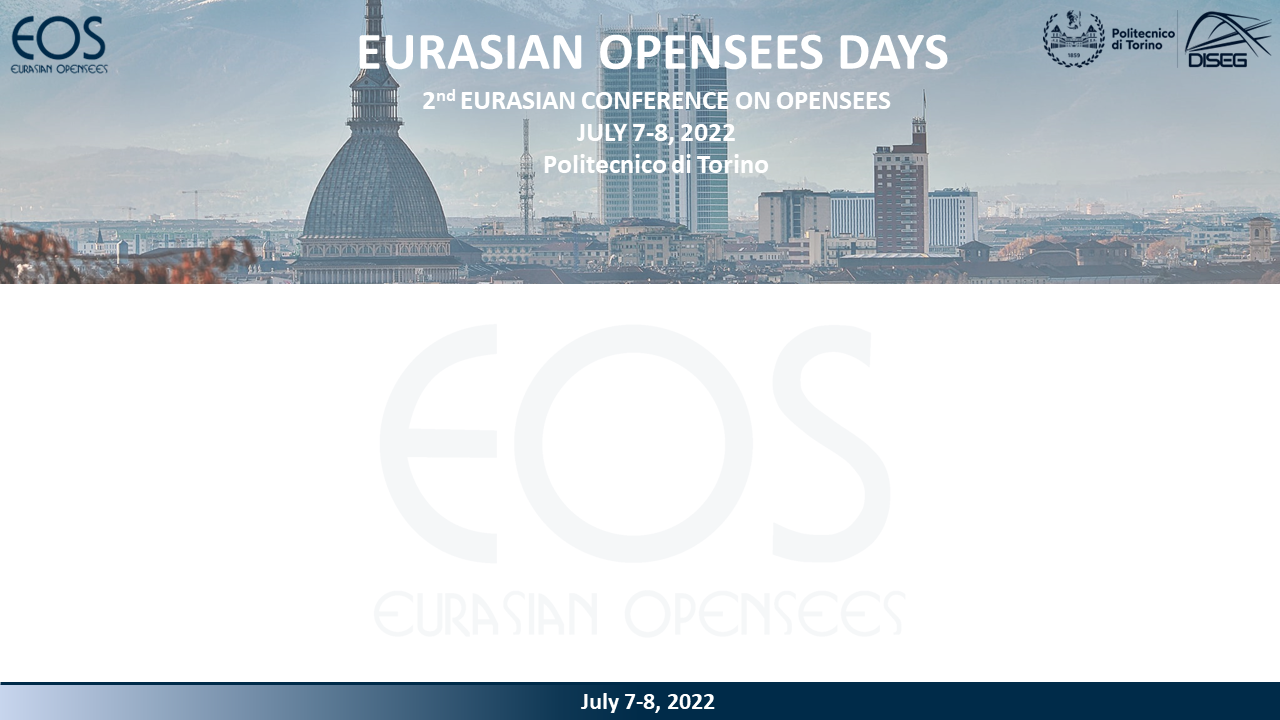 EOS
EURASIAN OPENSEES
EURASIAN OPENSEES DAYS
2nd EURASIAN CONFERENCE ON OPENSEES
JULY 7-8, 2022
Politecnico di Torino
1859
Politecnico
di Torino
DISEG
EOS
EURASIAN OPENSEES
July 7-8, 2022